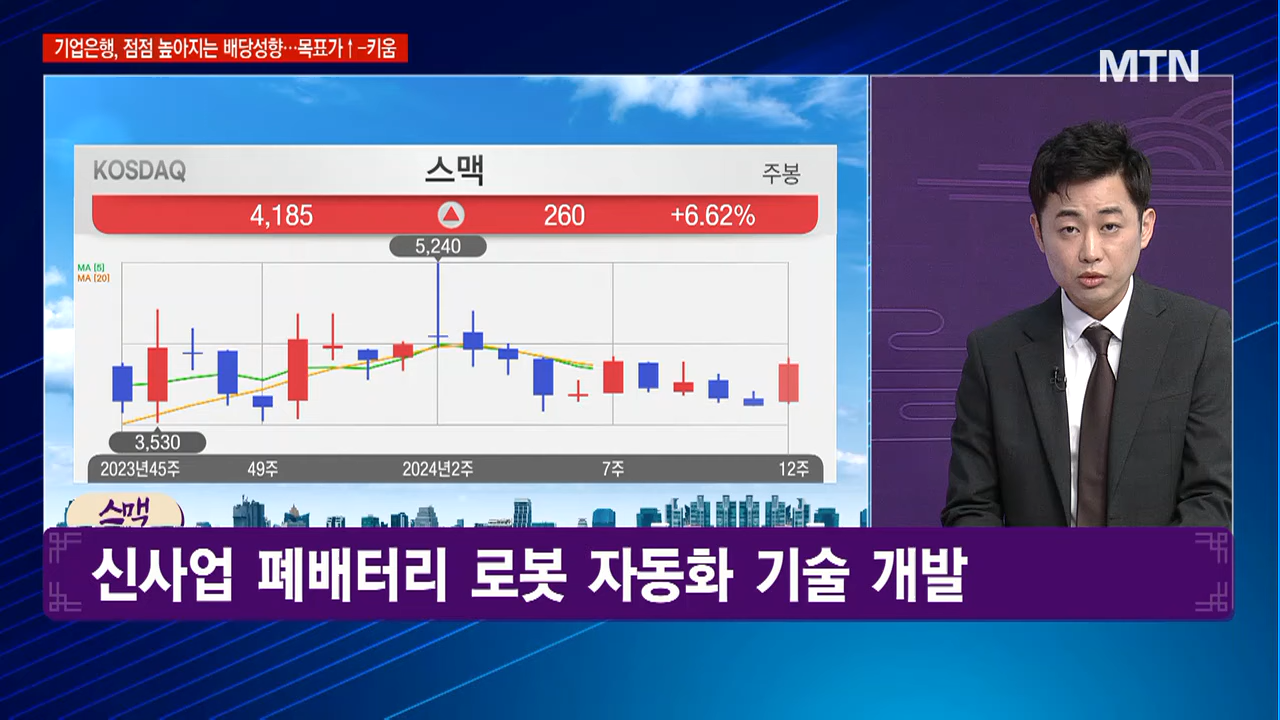 기업은행, 점점 높아지는 배당성향…목표가↑-키움
MTN
KOSDAQ 스맥 주봉
4,185 260 +6.62%
5,240
MA [5]
MA [20]
3,530
2023년45주 49주 2024년2주 7주 12주
스맥
신사업 폐배터리 로봇 자동화 기술 개발